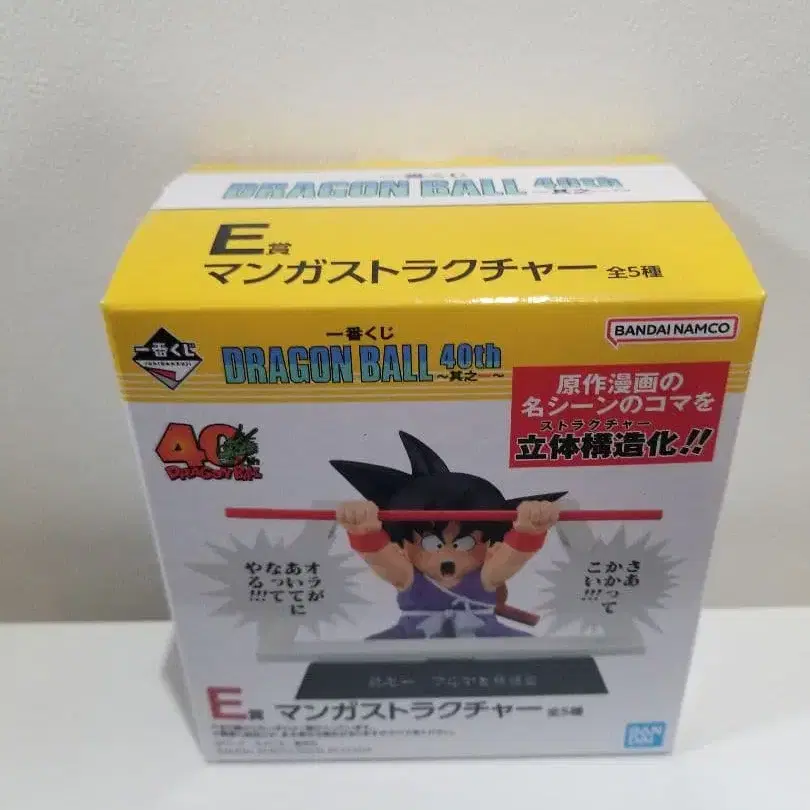 一番くじ
DRAGON BALL 40th
〜其之一〜
E賞
マンガストラクチャー 全5種
BANDAI NAMCO
一番くじ
一番くじ
DRAGON BALL 40th
〜其之一〜
原作漫画の
名シーンのコマを
ストラクチャー
立体構造化!!
40th
DRAGON BALL
さあ
かかって
こい!!!
オラが
あいてに
なって
やる!!!
E賞 マンガストラクチャー 全5種
BANDAI